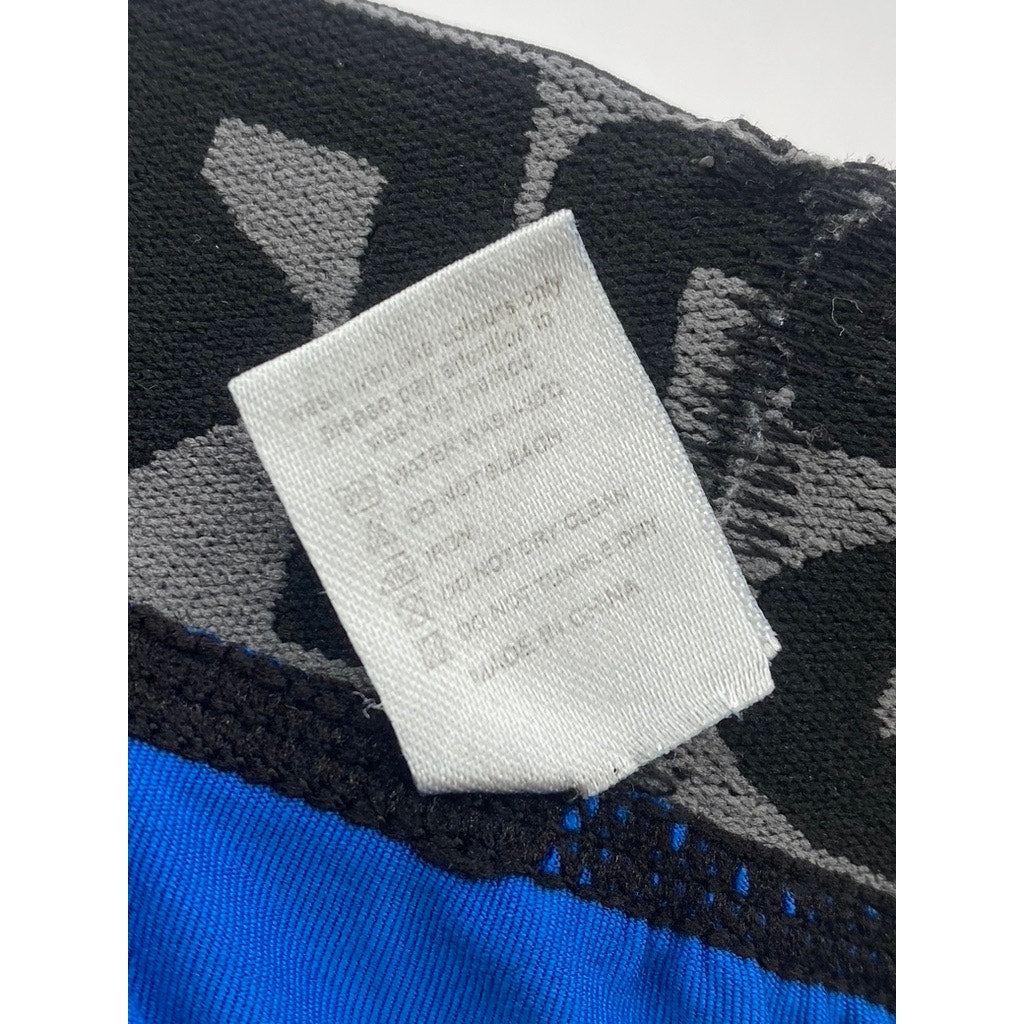 wash with like colours only
please pay attention to
washing method
WATER WASH 30°C
DO NOT BLEACH
IRON
DO NOT DRY CLEAN
DO NOT TUMBLE DRY
MADE IN CHINA